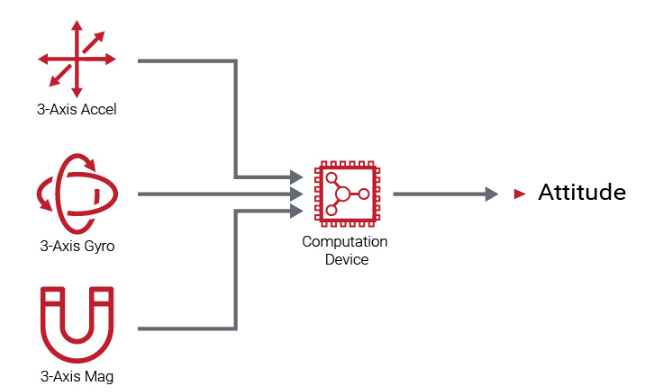 3-Axis Accel
3-Axis Gyro
3-Axis Mag
Computation
Device
Attitude